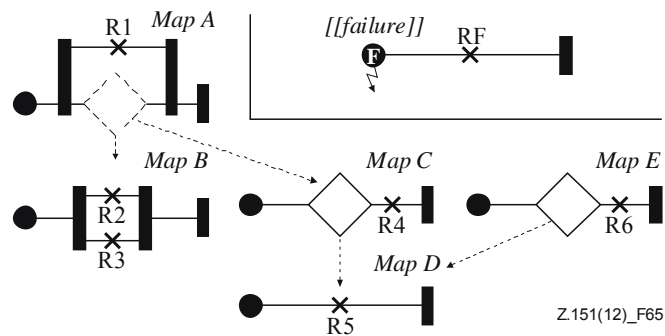 Map A
R1
[[failure]]
F
RF
Map B
R2
R3
Map C
R4
Map E
R6
Map D
R5
Z.151(12)_F65